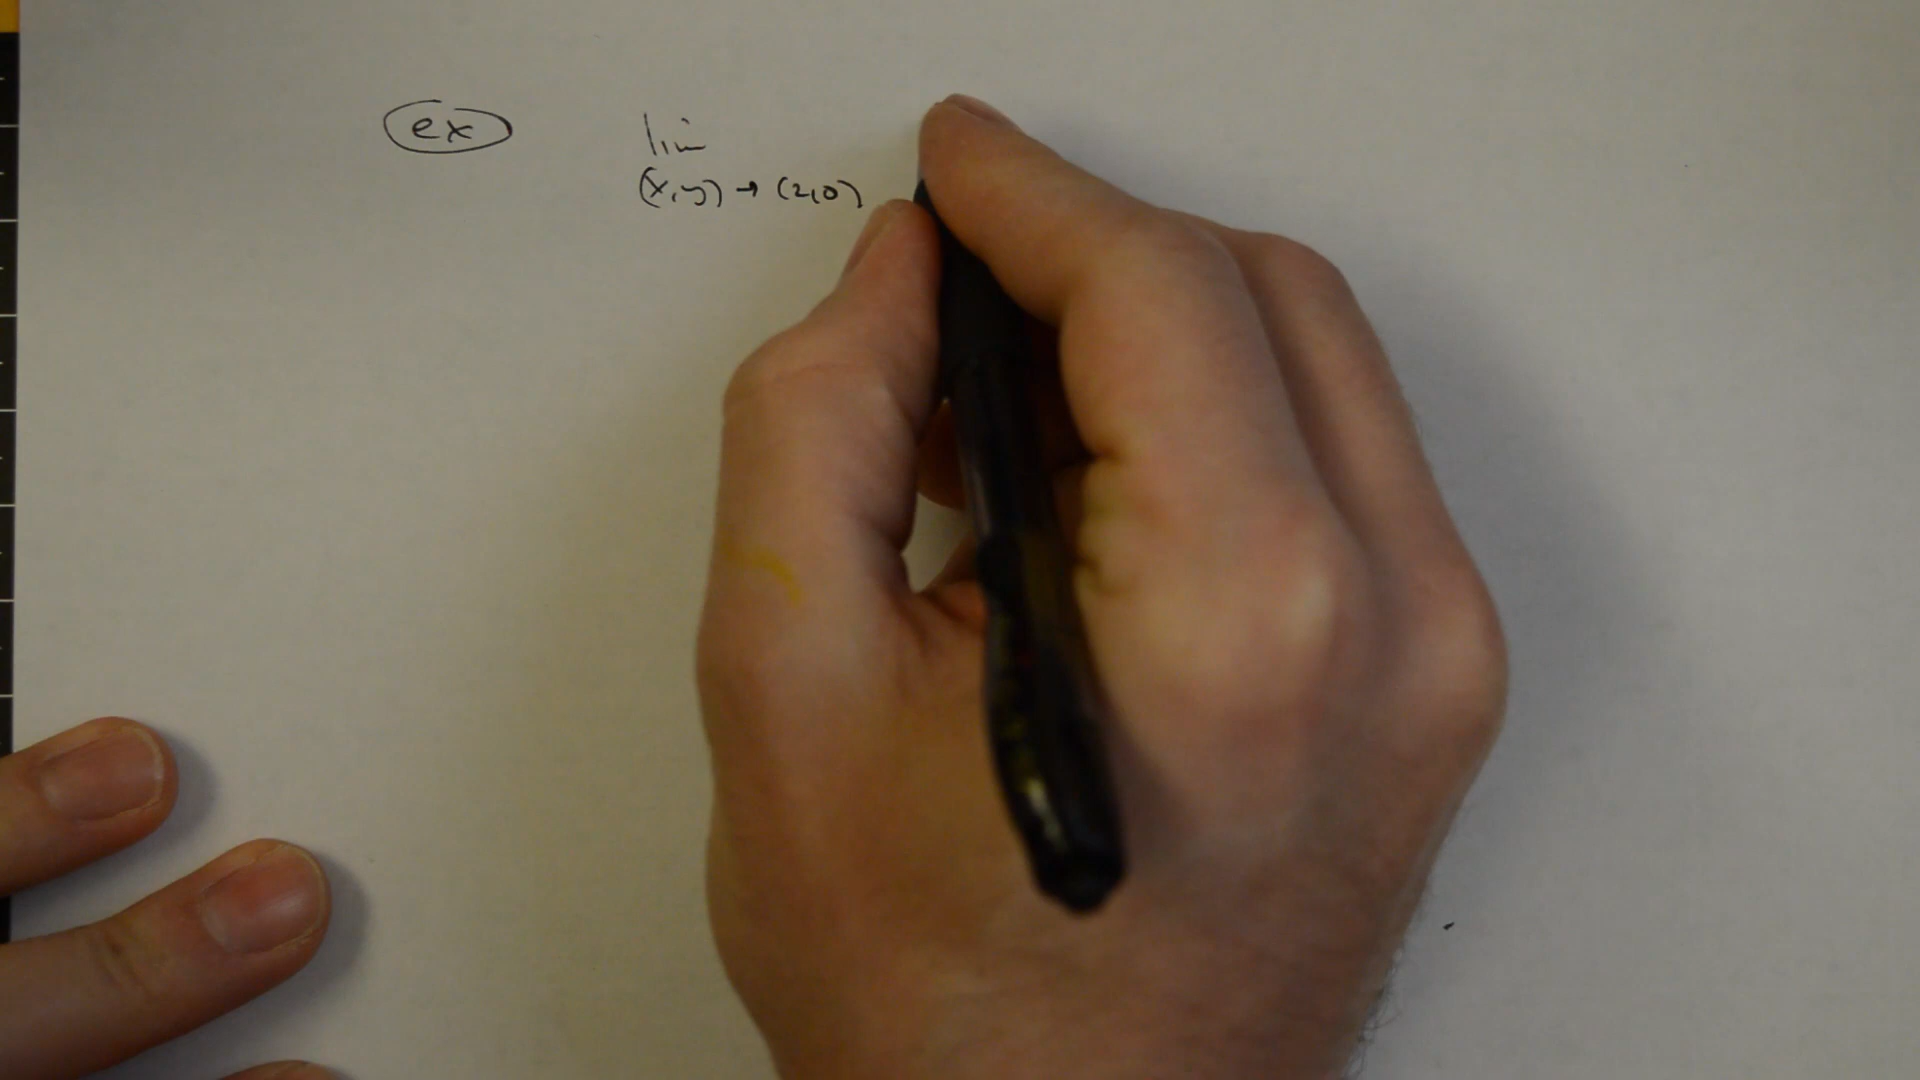 ex lim
(x,y) → (2,0)